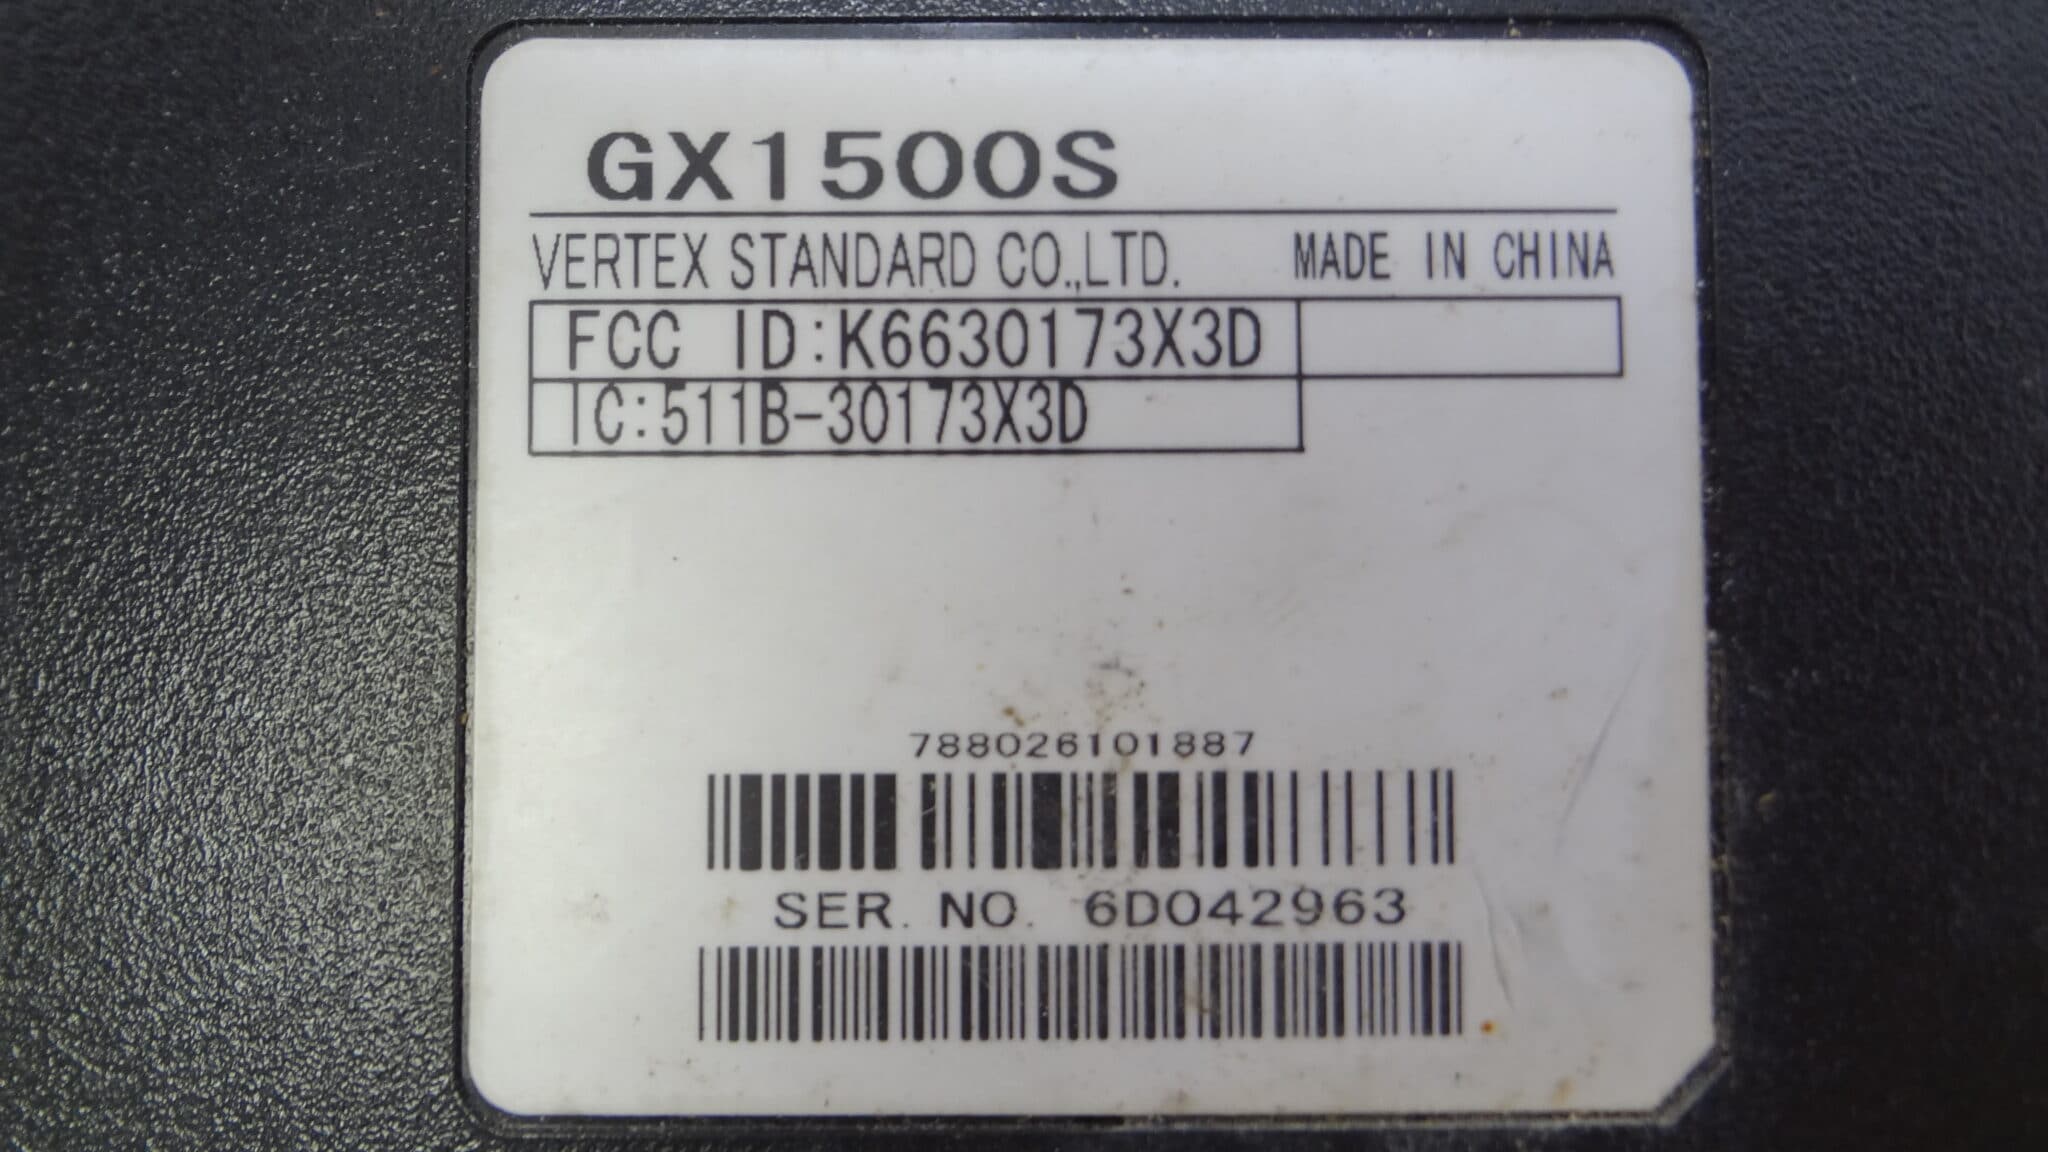 GX1500S
VERTEX STANDARD CO.,LTD. MADE IN CHINA
FCC ID:K6630173X3D
IC:511B-30173X3D
788026101887
SER. NO. 6D042963